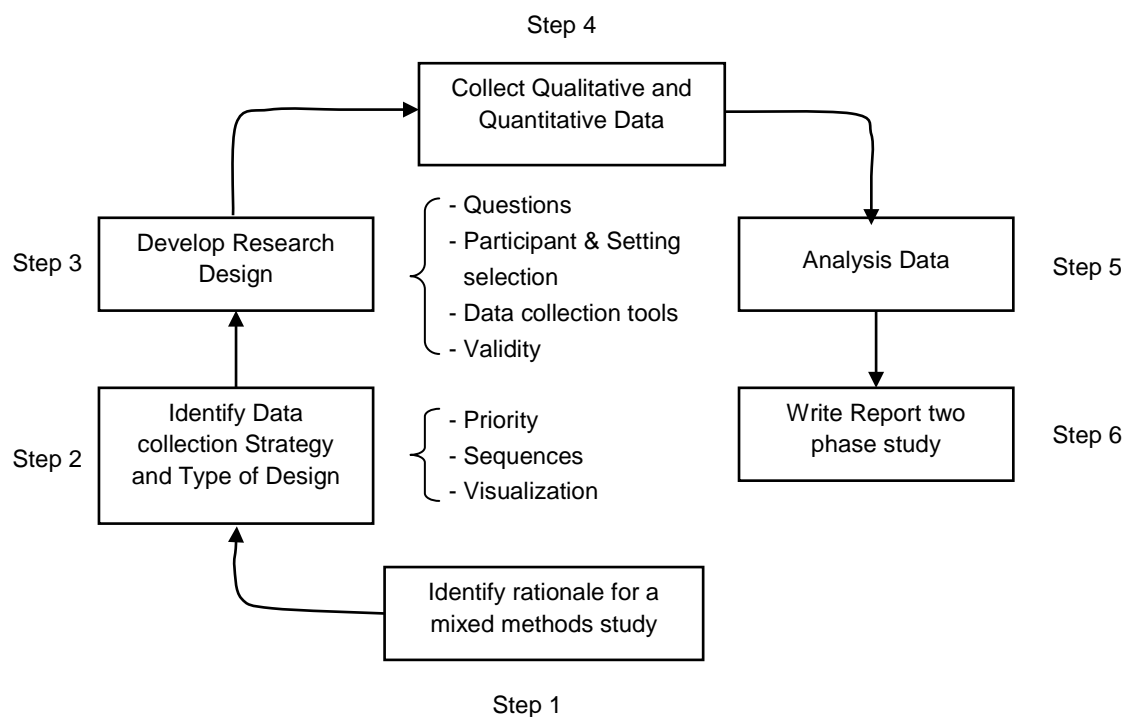 Step 4
Collect Qualitative and
Quantitative Data
Step 3
Develop Research
Design
- Questions
- Participant & Setting
selection
- Data collection tools
- Validity
Analysis Data
Step 5
Step 2
Identify Data
collection Strategy
and Type of Design
- Priority
- Sequences
- Visualization
Write Report two
phase study
Step 6
Identify rationale for a
mixed methods study
Step 1